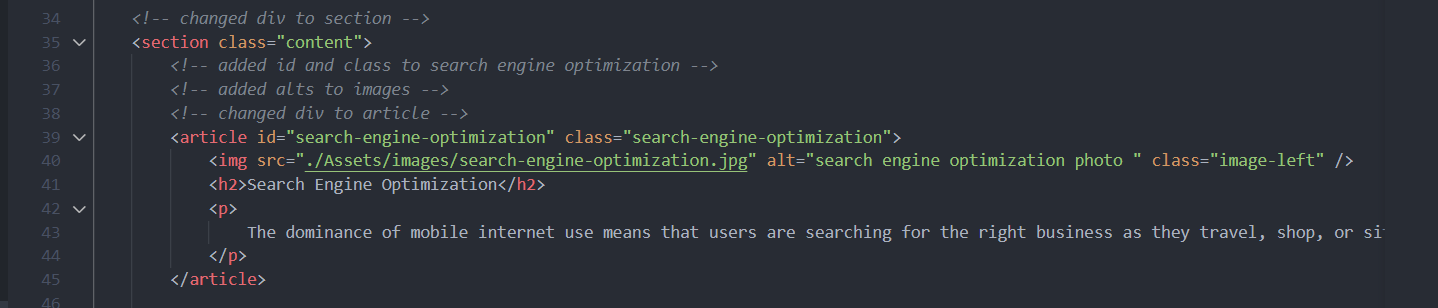 34 <!-- changed div to section -->
35 <section class="content">
36 <!-- added id and class to search engine optimization -->
37 <!-- added alts to images -->
38 <!-- changed div to article -->
39 <article id="search-engine-optimization" class="search-engine-optimization">
40 <img src="./Assets/images/search-engine-optimization.jpg" alt="search engine optimization photo " class="image-left" />
41 <h2>Search Engine Optimization</h2>
42 <p>
43 The dominance of mobile internet use means that users are searching for the right business as they travel, shop, or
44 </p>
45 </article>
46